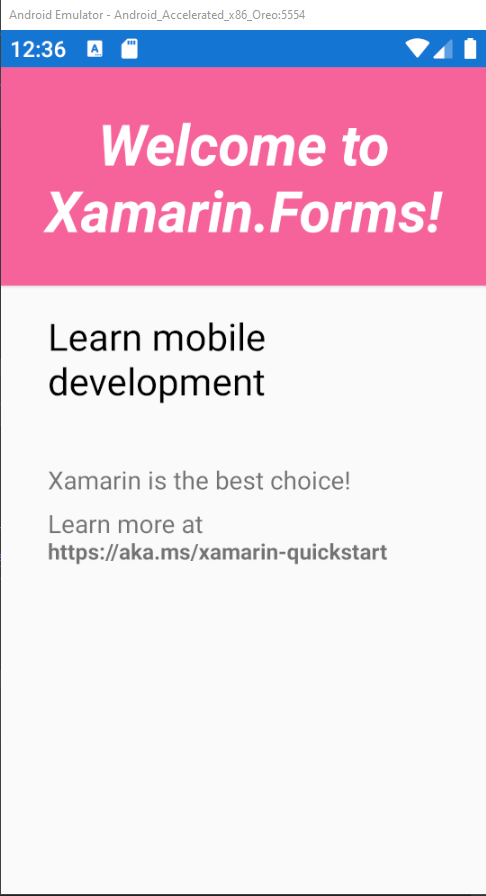 Android Emulator - Android_Accelerated_x86_Oreo:5554
12:36
A
Welcome to
Xamarin.Forms!
Learn mobile
development
Xamarin is the best choice!
Learn more at
https://aka.ms/xamarin-quickstart